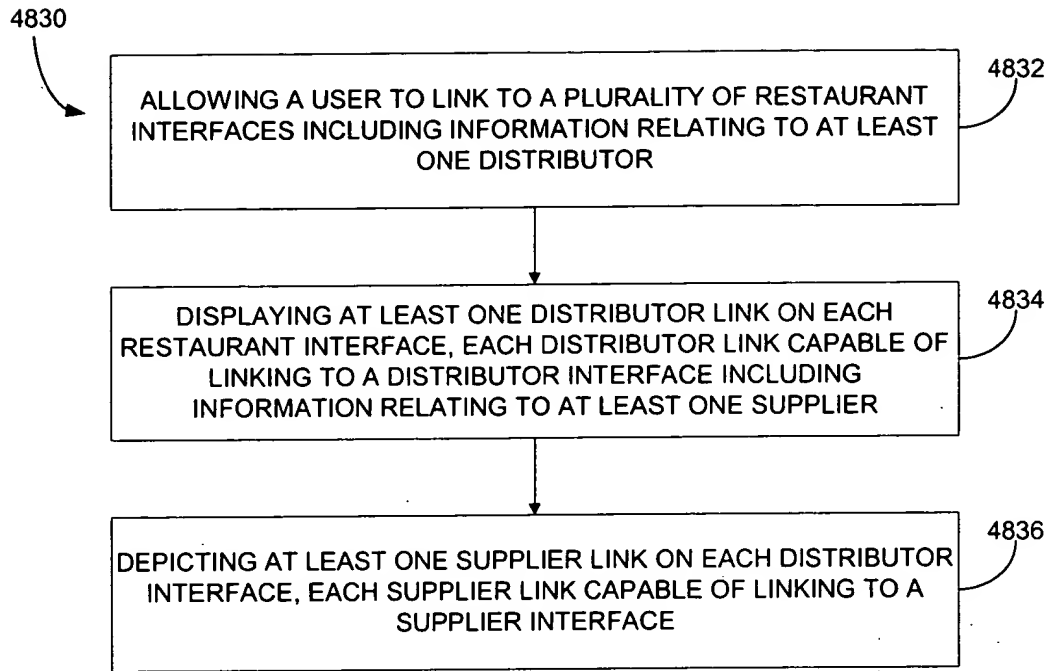 4830
4832
ALLOWING A USER TO LINK TO A PLURALITY OF RESTAURANT
INTERFACES INCLUDING INFORMATION RELATING TO AT LEAST
ONE DISTRIBUTOR
4834
DISPLAYING AT LEAST ONE DISTRIBUTOR LINK ON EACH
RESTAURANT INTERFACE, EACH DISTRIBUTOR LINK CAPABLE OF
LINKING TO A DISTRIBUTOR INTERFACE INCLUDING
INFORMATION RELATING TO AT LEAST ONE SUPPLIER
4836
DEPICTING AT LEAST ONE SUPPLIER LINK ON EACH DISTRIBUTOR
INTERFACE, EACH SUPPLIER LINK CAPABLE OF LINKING TO A
SUPPLIER INTERFACE